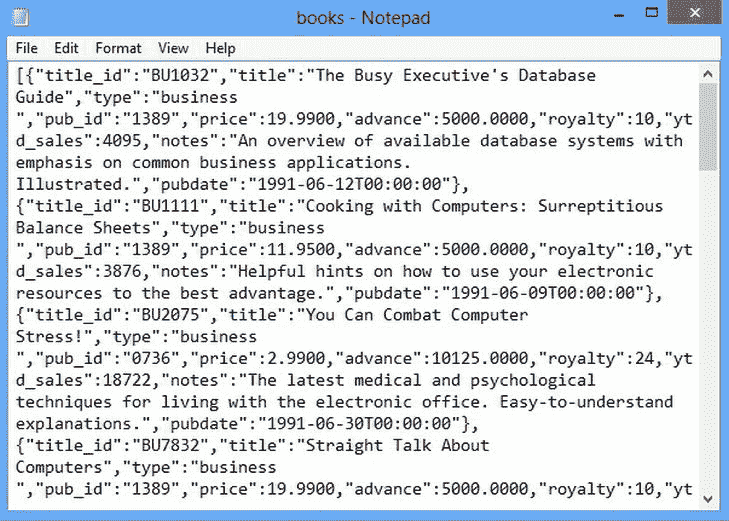 books - Notepad
File Edit Format View Help
[{"title_id":"BU1032","title":"The Busy Executive's Database
Guide","type":"business
","pub_id":"1389","price":19.9900,"advance":5000.0000,"royalty":10,"yt
d_sales":4095,"notes":"An overview of available database systems with
emphasis on common business applications.
Illustrated.","pubdate":"1991-06-12T00:00:00"},
{"title_id":"BU1111","title":"Cooking with Computers: Surreptitious
Balance Sheets","type":"business
","pub_id":"1389","price":11.9500,"advance":5000.0000,"royalty":10,"yt
d_sales":3876,"notes":"Helpful hints on how to use your electronic
resources to the best advantage.","pubdate":"1991-06-09T00:00:00"},
{"title_id":"BU2075","title":"You Can Combat Computer
Stress!","type":"business
","pub_id":"0736","price":2.9900,"advance":10125.0000,"royalty":24,"yt
d_sales":18722,"notes":"The latest medical and psychological
techniques for living with the electronic office. Easy-to-understand
explanations.","pubdate":"1991-06-30T00:00:00"},
{"title_id":"BU7832","title":"Straight Talk About
Computers","type":"business
","pub_id":"1389","price":19.9900,"advance":5000.0000,"royalty":10,"yt